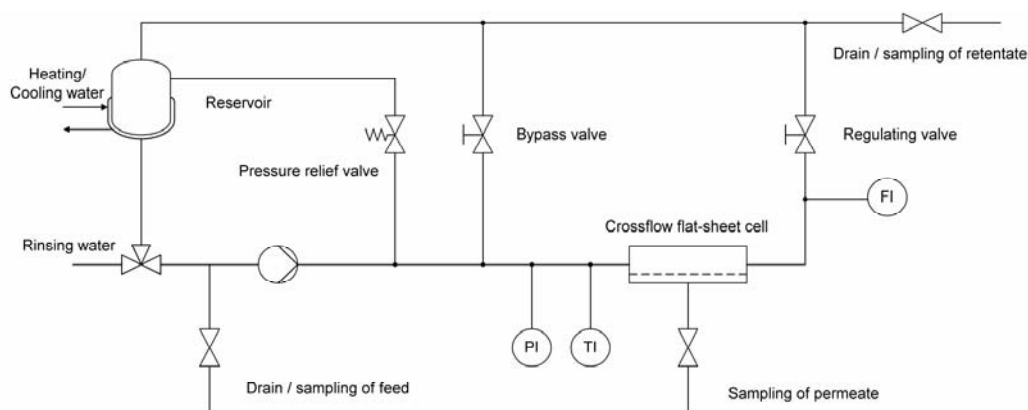 Drain / sampling of retentate
Heating/
Cooling water
Reservoir
Bypass valve
Regulating valve
Pressure relief valve
FI
Crossflow flat-sheet cell
Rinsing water
PI
TI
Drain / sampling of feed
Sampling of permeate